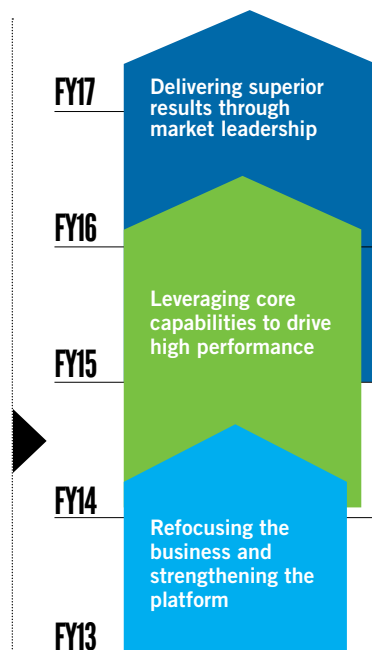 FY17
Delivering superior
results through
market leadership
FY16
Leveraging core
capabilities to drive
high performance
FY15
FY14
Refocusing the
business and
strengthening the
platform
FY13